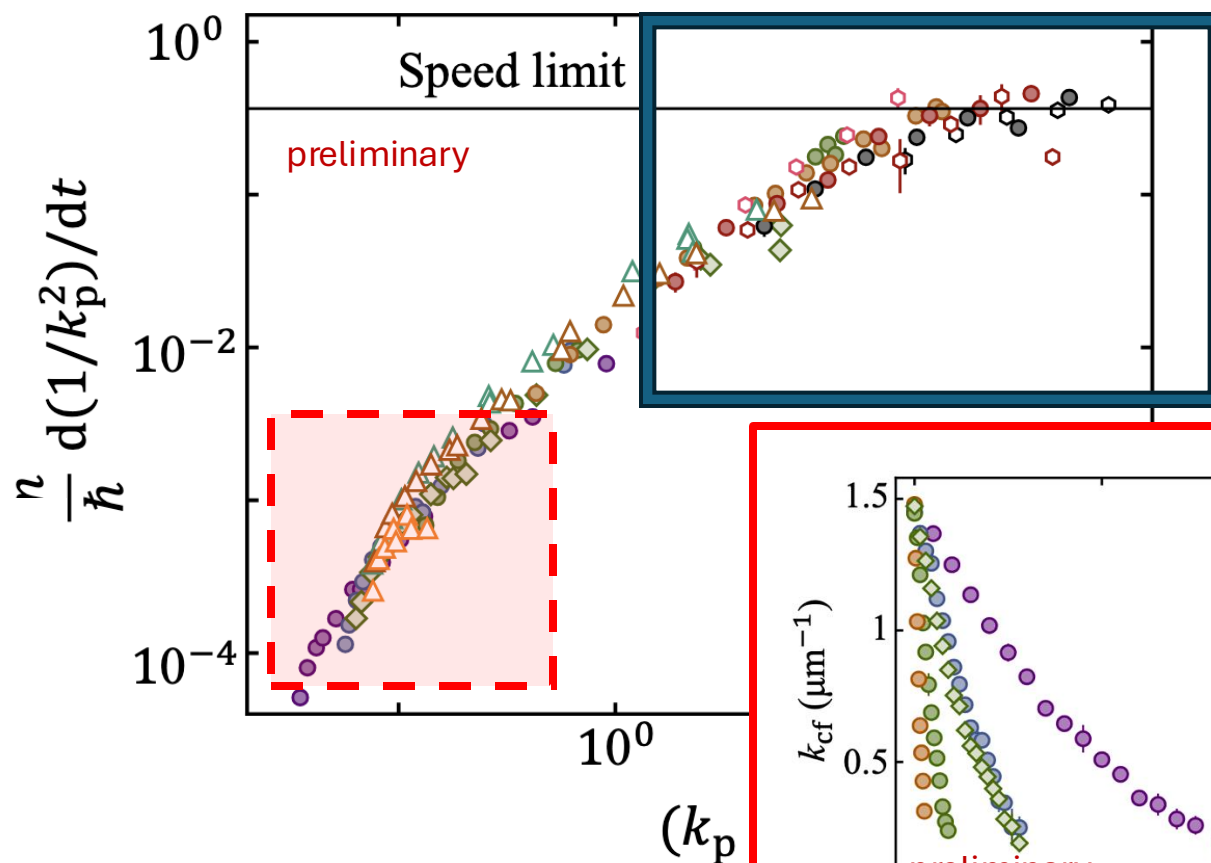 10⁰
Speed limit
preliminary
n/ħ d(1/k_p²)/dt
10⁻²
10⁻⁴
10⁰
(k_p
1.5
1
0.5
k_cf (μm⁻¹)